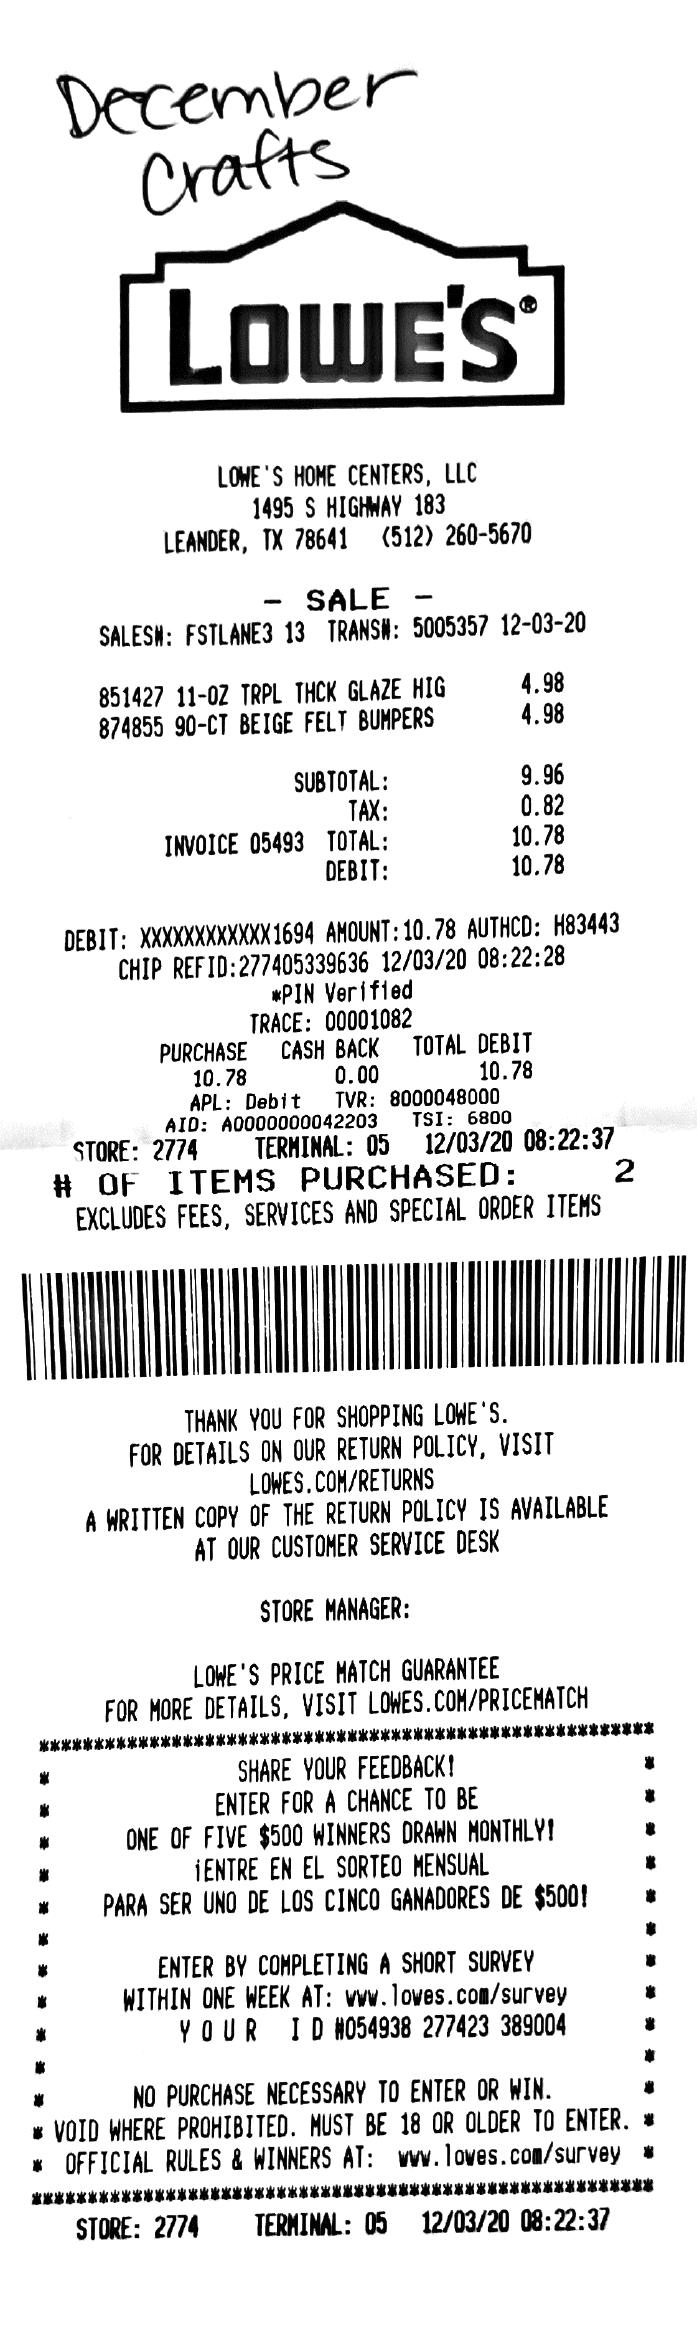 December
Crafts
LOWE'S®
LOWE'S HOME CENTERS, LLC
1495 S HIGHWAY 183
LEANDER, TX 78641 (512) 260-5670
- SALE -
SALES#: FSTLANE3 13 TRANS#: 5005357 12-03-20
851427 11-OZ TRPL THCK GLAZE HIG 4.98
874855 90-CT BEIGE FELT BUMPERS 4.98
SUBTOTAL: 9.96
TAX: 0.82
INVOICE 05493 TOTAL: 10.78
DEBIT: 10.78
DEBIT: XXXXXXXXXXXX1694 AMOUNT:10.78 AUTHCD: H83443
CHIP REFID:277405339636 12/03/20 08:22:28
*PIN Verified
TRACE: 00001082
PURCHASE CASH BACK TOTAL DEBIT
10.78 0.00 10.78
APL: Debit TVR: 8000048000
AID: A0000000042203 TSI: 6800
STORE: 2774 TERMINAL: 05 12/03/20 08:22:37
# OF ITEMS PURCHASED: 2
EXCLUDES FEES, SERVICES AND SPECIAL ORDER ITEMS
THANK YOU FOR SHOPPING LOWE'S.
FOR DETAILS ON OUR RETURN POLICY, VISIT
LOWES.COM/RETURNS
A WRITTEN COPY OF THE RETURN POLICY IS AVAILABLE
AT OUR CUSTOMER SERVICE DESK
STORE MANAGER:
LOWE'S PRICE MATCH GUARANTEE
FOR MORE DETAILS, VISIT LOWES.COM/PRICEMATCH
********************************************************
* SHARE YOUR FEEDBACK! *
* ENTER FOR A CHANCE TO BE *
* ONE OF FIVE $500 WINNERS DRAWN MONTHLY! *
* ¡ENTRE EN EL SORTEO MENSUAL *
* PARA SER UNO DE LOS CINCO GANADORES DE $500! *
* *
* ENTER BY COMPLETING A SHORT SURVEY *
* WITHIN ONE WEEK AT: www.lowes.com/survey *
* Y O U R I D #054938 277423 389004 *
* *
* NO PURCHASE NECESSARY TO ENTER OR WIN. *
* VOID WHERE PROHIBITED. MUST BE 18 OR OLDER TO ENTER. *
* OFFICIAL RULES & WINNERS AT: www.lowes.com/survey *
********************************************************
STORE: 2774 TERMINAL: 05 12/03/20 08:22:37